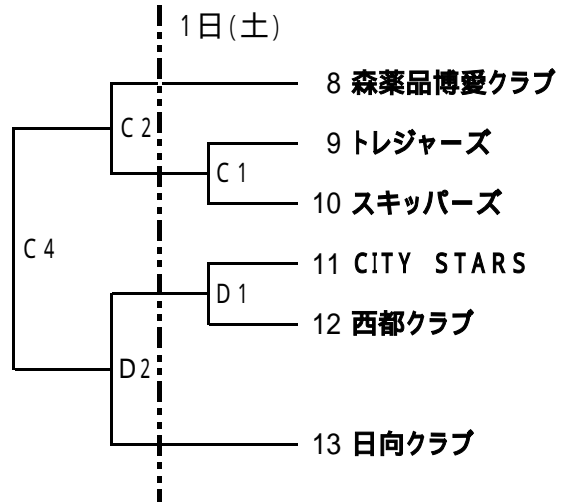 1日(土)
8 森薬品博愛クラブ
C2
9 トレジャーズ
C1
10 スキッパーズ
C4
11 CITY STARS
D1
12 西都クラブ
D2
13 日向クラブ